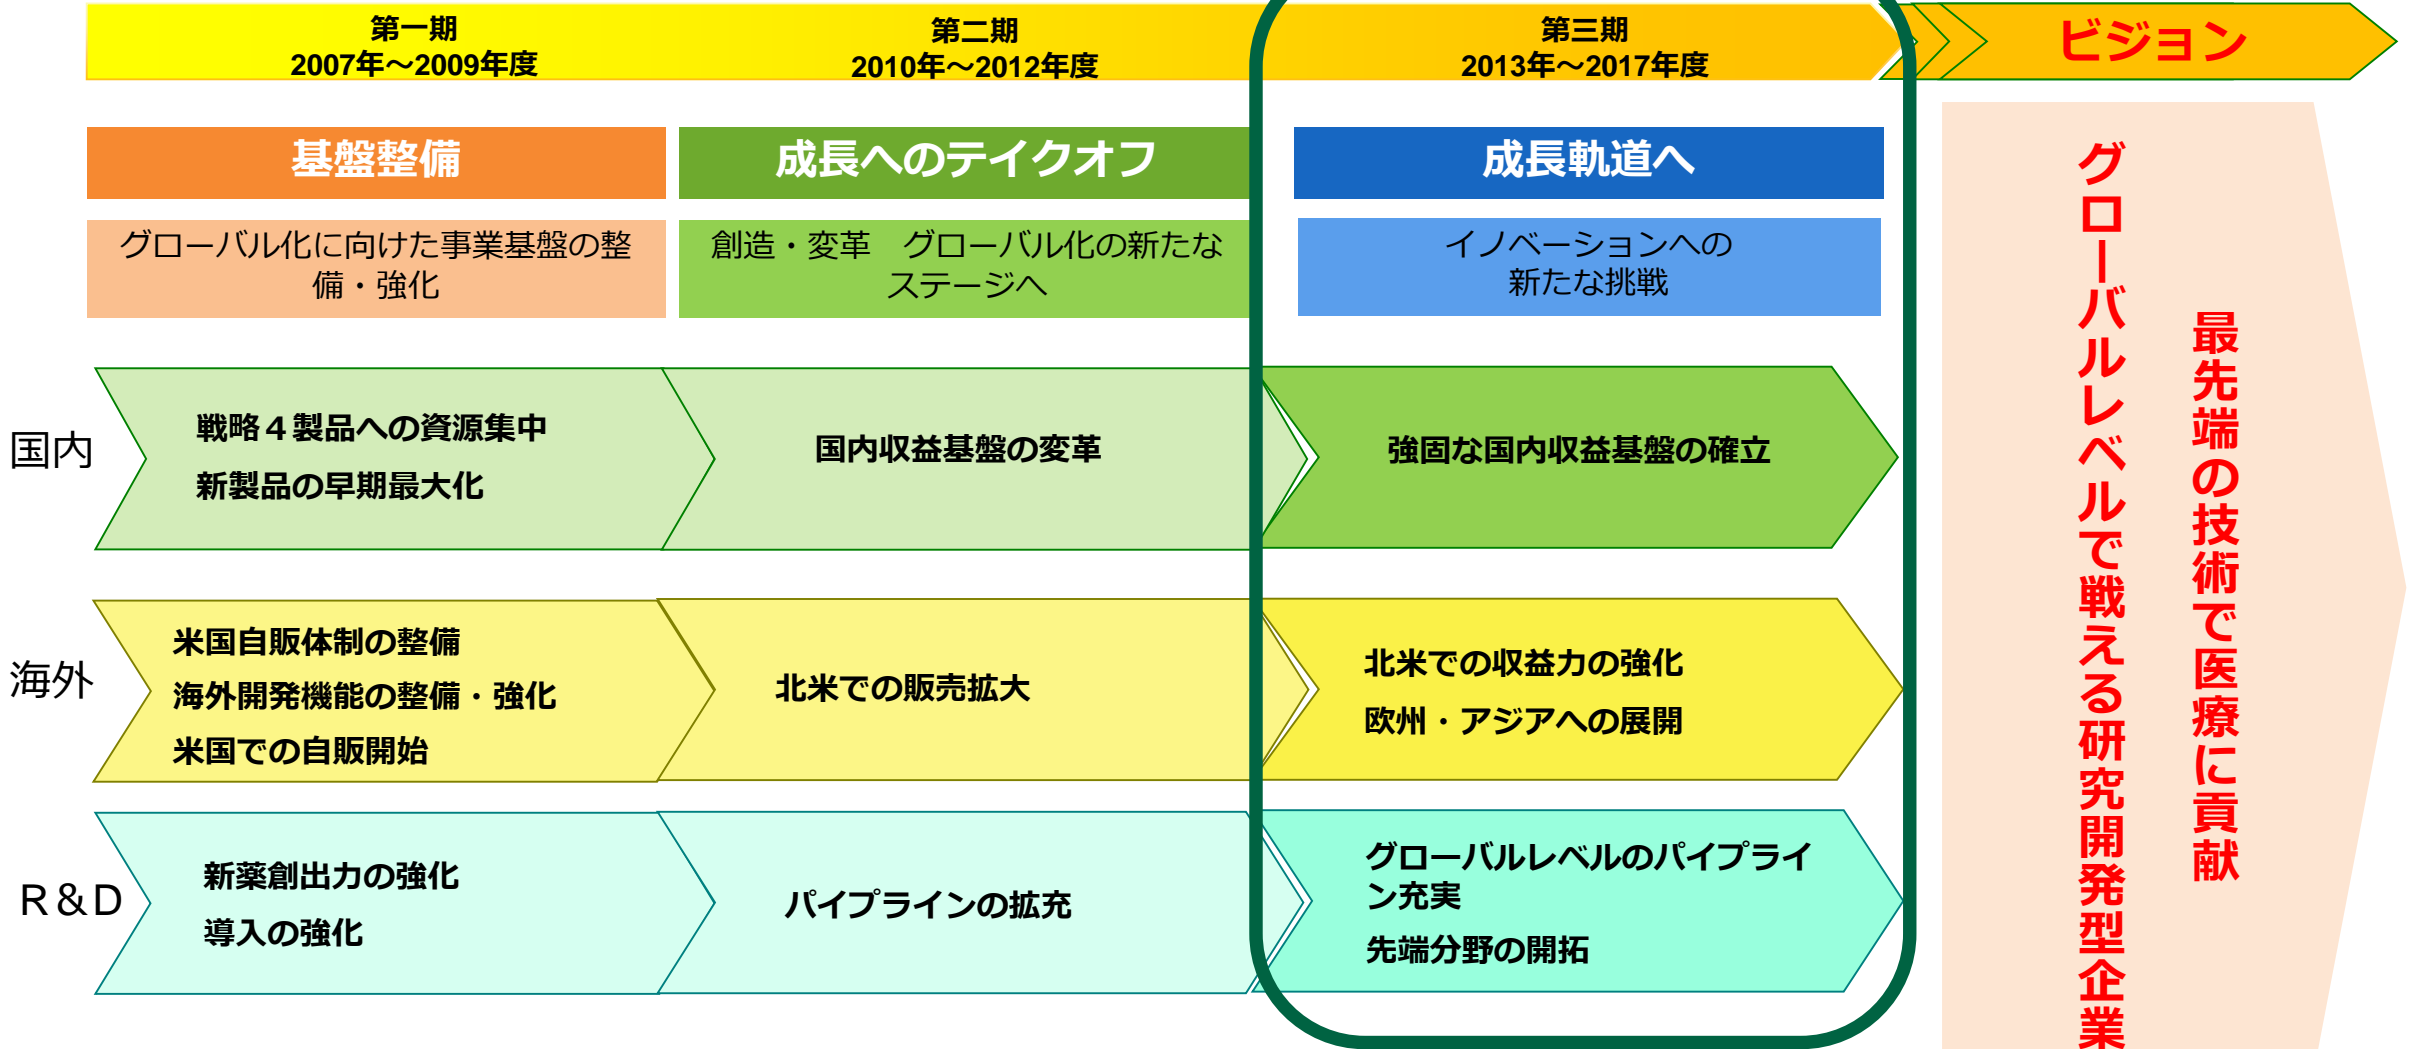 第一期
2007年～2009年度
第二期
2010年～2012年度
第三期
2013年～2017年度
ビジョン
基盤整備
成長へのテイクオフ
成長軌道へ
グローバル化に向けた事業基盤の整
備・強化
創造・変革　グローバル化の新たな
ステージへ
イノベーションへの
新たな挑戦
国内
戦略４製品への資源集中
新製品の早期最大化
国内収益基盤の変革
強固な国内収益基盤の確立
海外
米国自販体制の整備
海外開発機能の整備・強化
米国での自販開始
北米での販売拡大
北米での収益力の強化
欧州・アジアへの展開
R＆D
新薬創出力の強化
導入の強化
パイプラインの拡充
グローバルレベルのパイプライ
ン充実
先端分野の開拓
最先端の技術で医療に貢献
グローバルレベルで戦える研究開発型企業